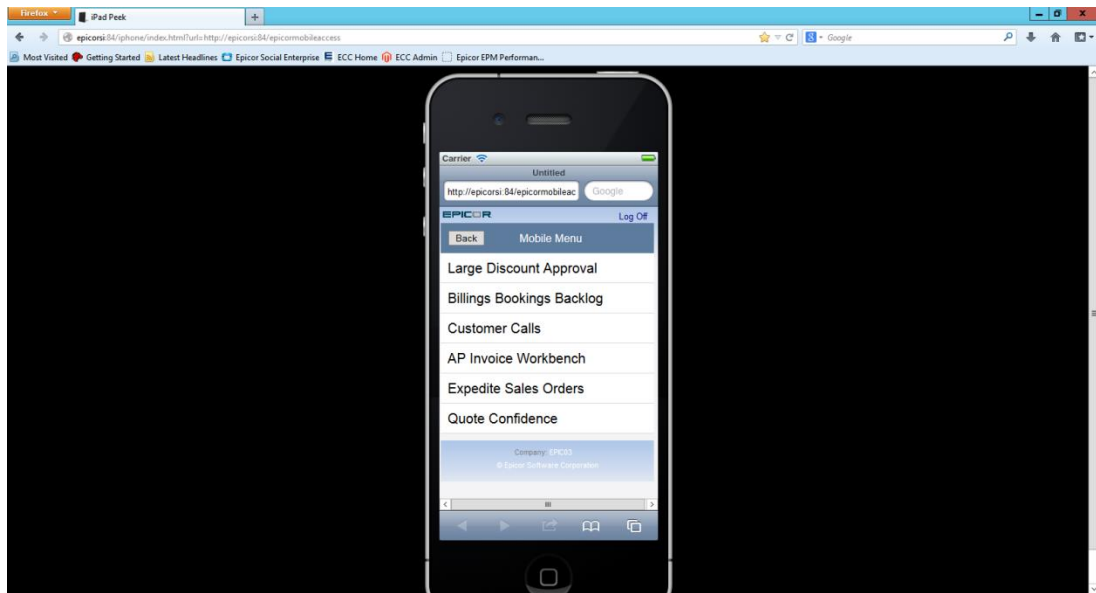 Firefox
iPad Peek
epicorsi:84/iphone/index.html?url=http://epicorsi:84/epicormobileaccess
Google
Most Visited Getting Started Latest Headlines Epicor Social Enterprise ECC Home ECC Admin Epicor EPM Performan...
Carrier
Untitled
http://epicorsi:84/epicormobileac Google
EPICOR Log Off
Back Mobile Menu
Large Discount Approval
Billings Bookings Backlog
Customer Calls
AP Invoice Workbench
Expedite Sales Orders
Quote Confidence
Company: EPIC03
© Epicor Software Corporation